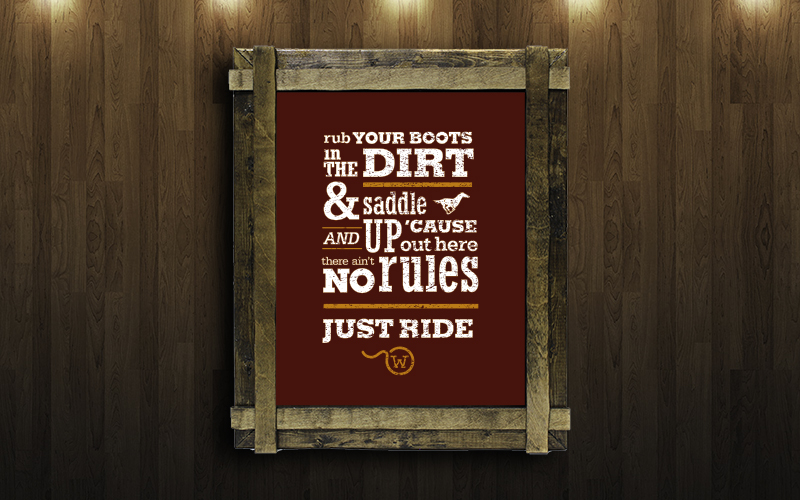 rub YOUR BOOTS
in THE DIRT
& saddle
AND UP 'CAUSE
out here
there ain't
NO rules
JUST RIDE
W